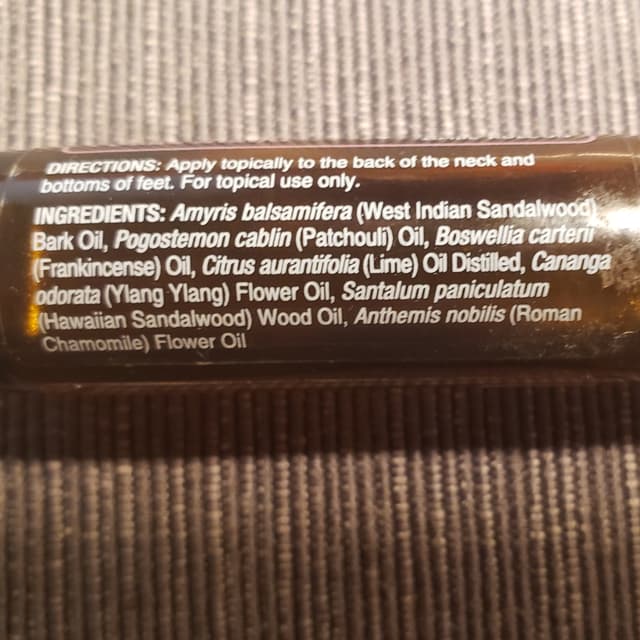 DIRECTIONS: Apply topically to the back of the neck and
bottoms of feet. For topical use only.
INGREDIENTS: Amyris balsamifera (West Indian Sandalwood)
Bark Oil, Pogostemon cablin (Patchouli) Oil, Boswellia carterii
(Frankincense) Oil, Citrus aurantifolia (Lime) Oil Distilled, Cananga
odorata (Ylang Ylang) Flower Oil, Santalum paniculatum
(Hawaiian Sandalwood) Wood Oil, Anthemis nobilis (Roman
Chamomile) Flower Oil